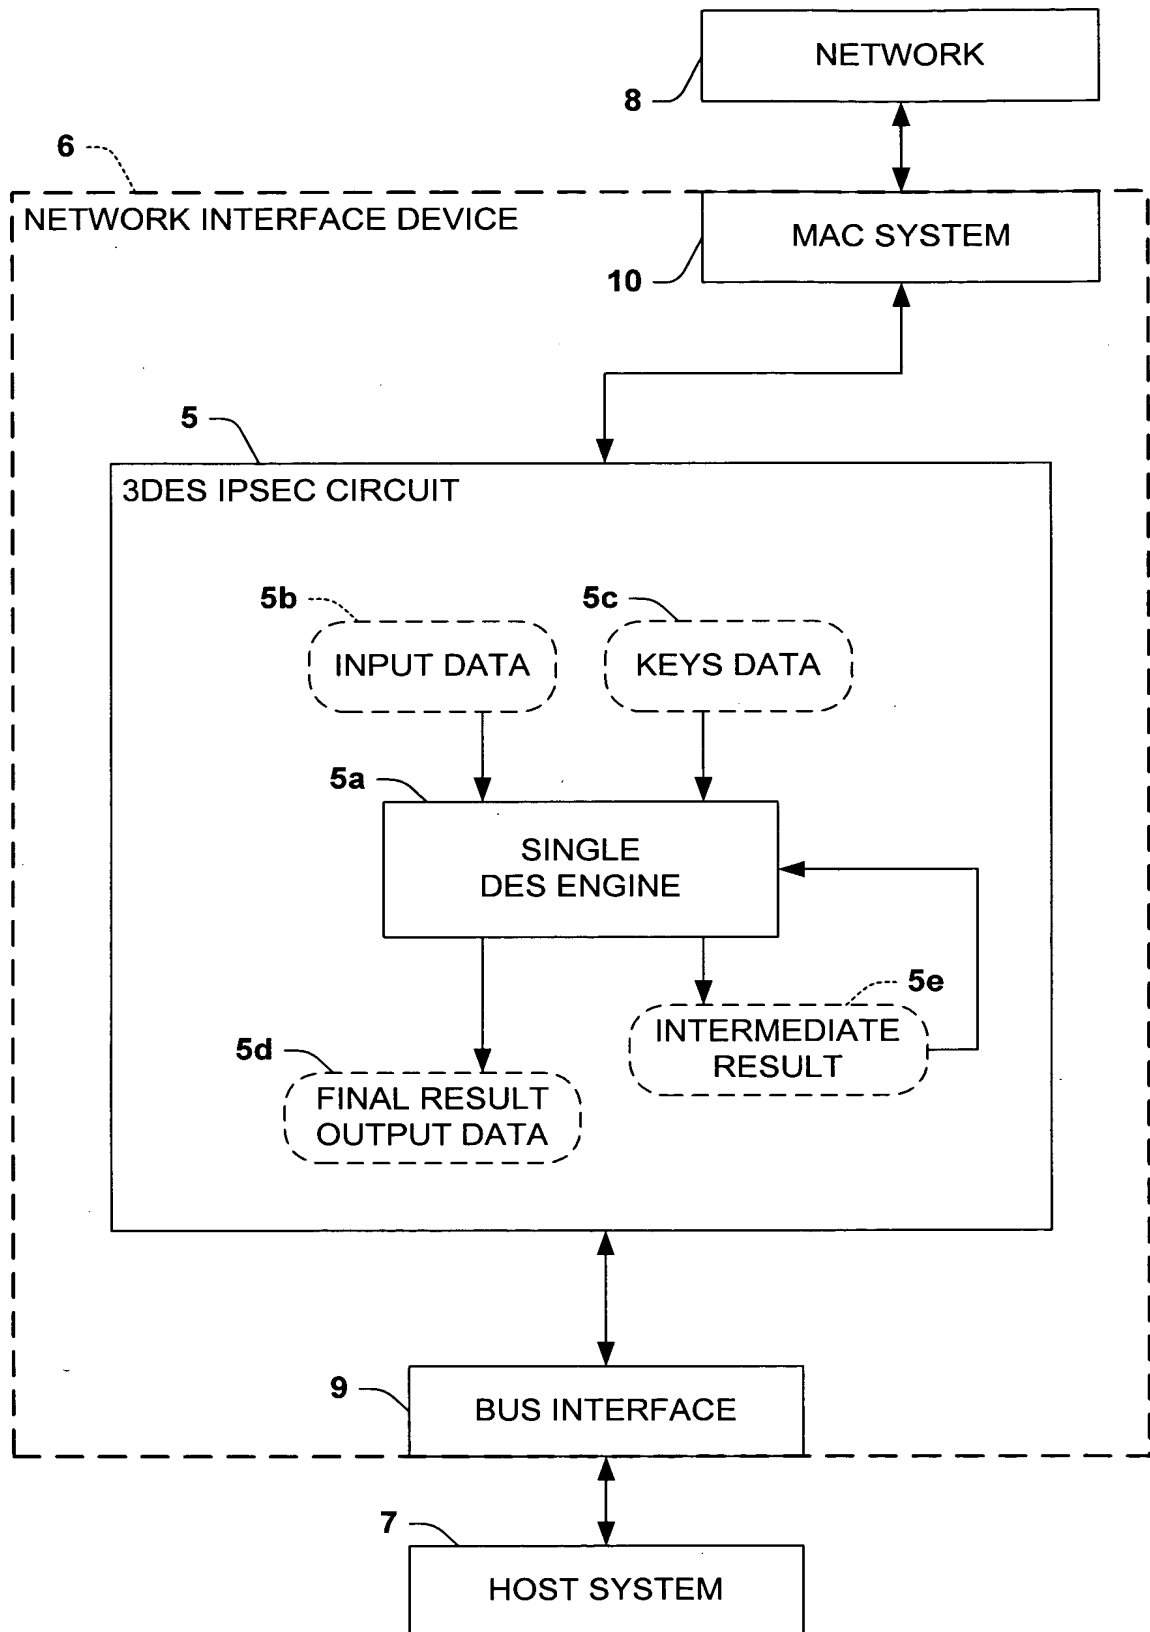 NETWORK
8
6
NETWORK INTERFACE DEVICE
MAC SYSTEM
10
5
3DES IPSEC CIRCUIT
5b
5c
INPUT DATA
KEYS DATA
5a
SINGLE
DES ENGINE
5e
INTERMEDIATE
RESULT
5d
FINAL RESULT
OUTPUT DATA
9
BUS INTERFACE
7
HOST SYSTEM